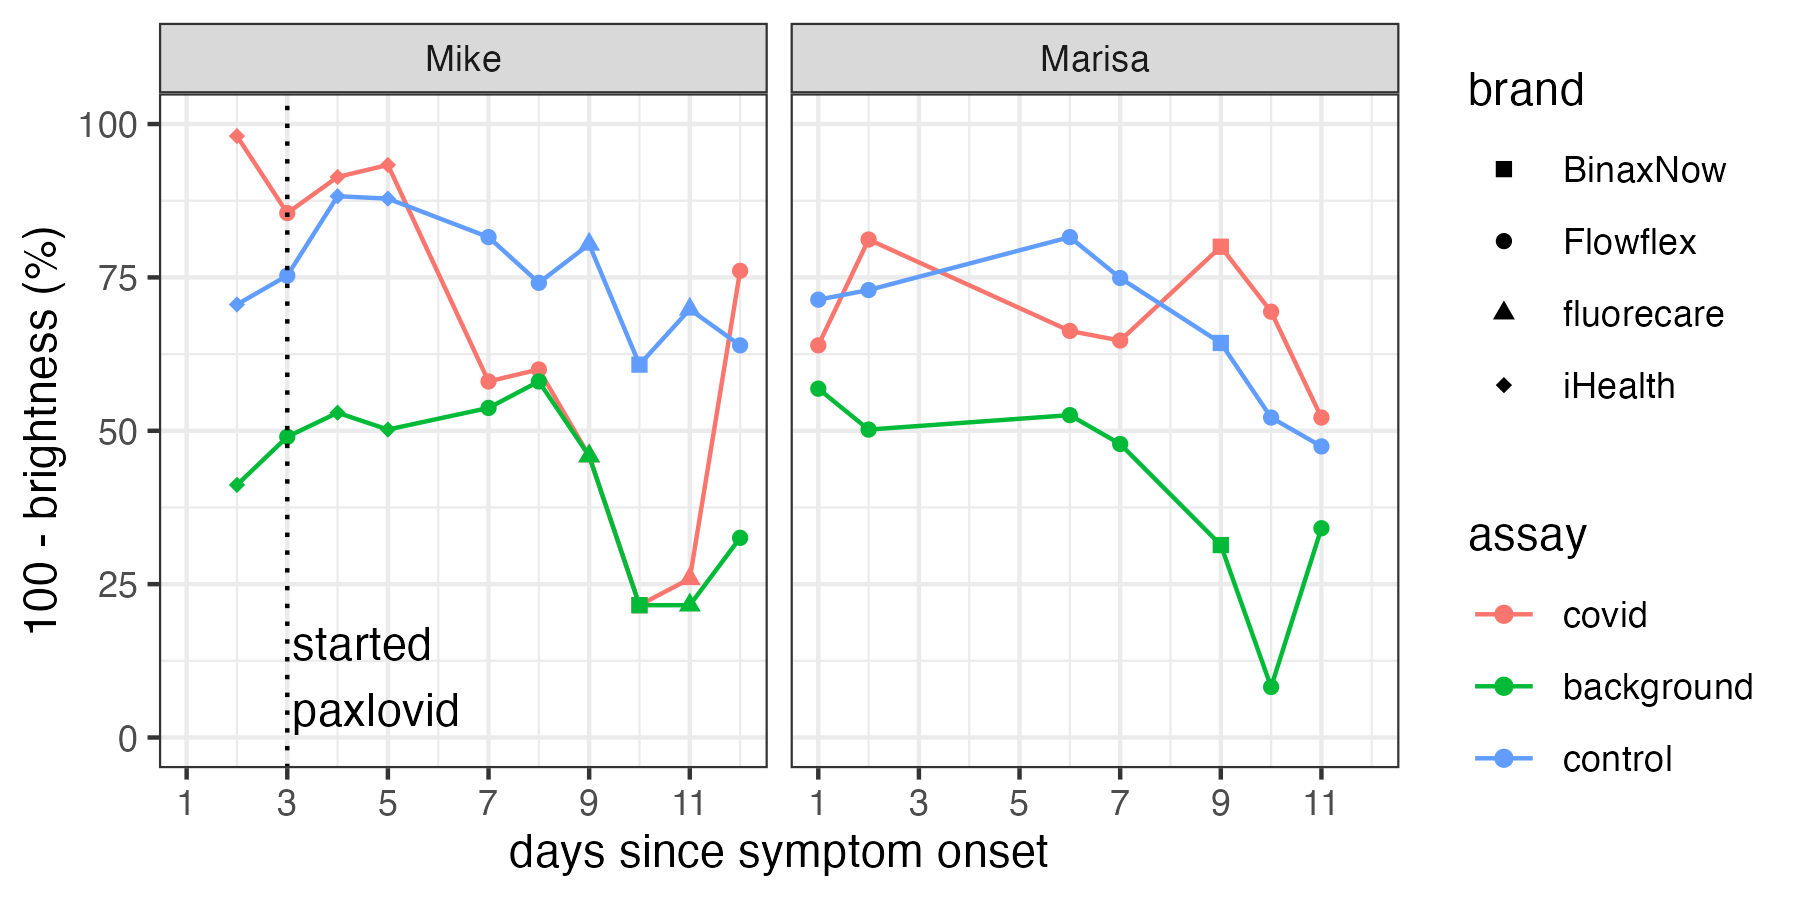 Mike
Marisa
100
75
50
25
0
100 - brightness (%)
started
paxlovid
1 3 5 7 9 11
1 3 5 7 9 11
days since symptom onset
brand
BinaxNow
Flowflex
fluorecare
iHealth
assay
covid
background
control